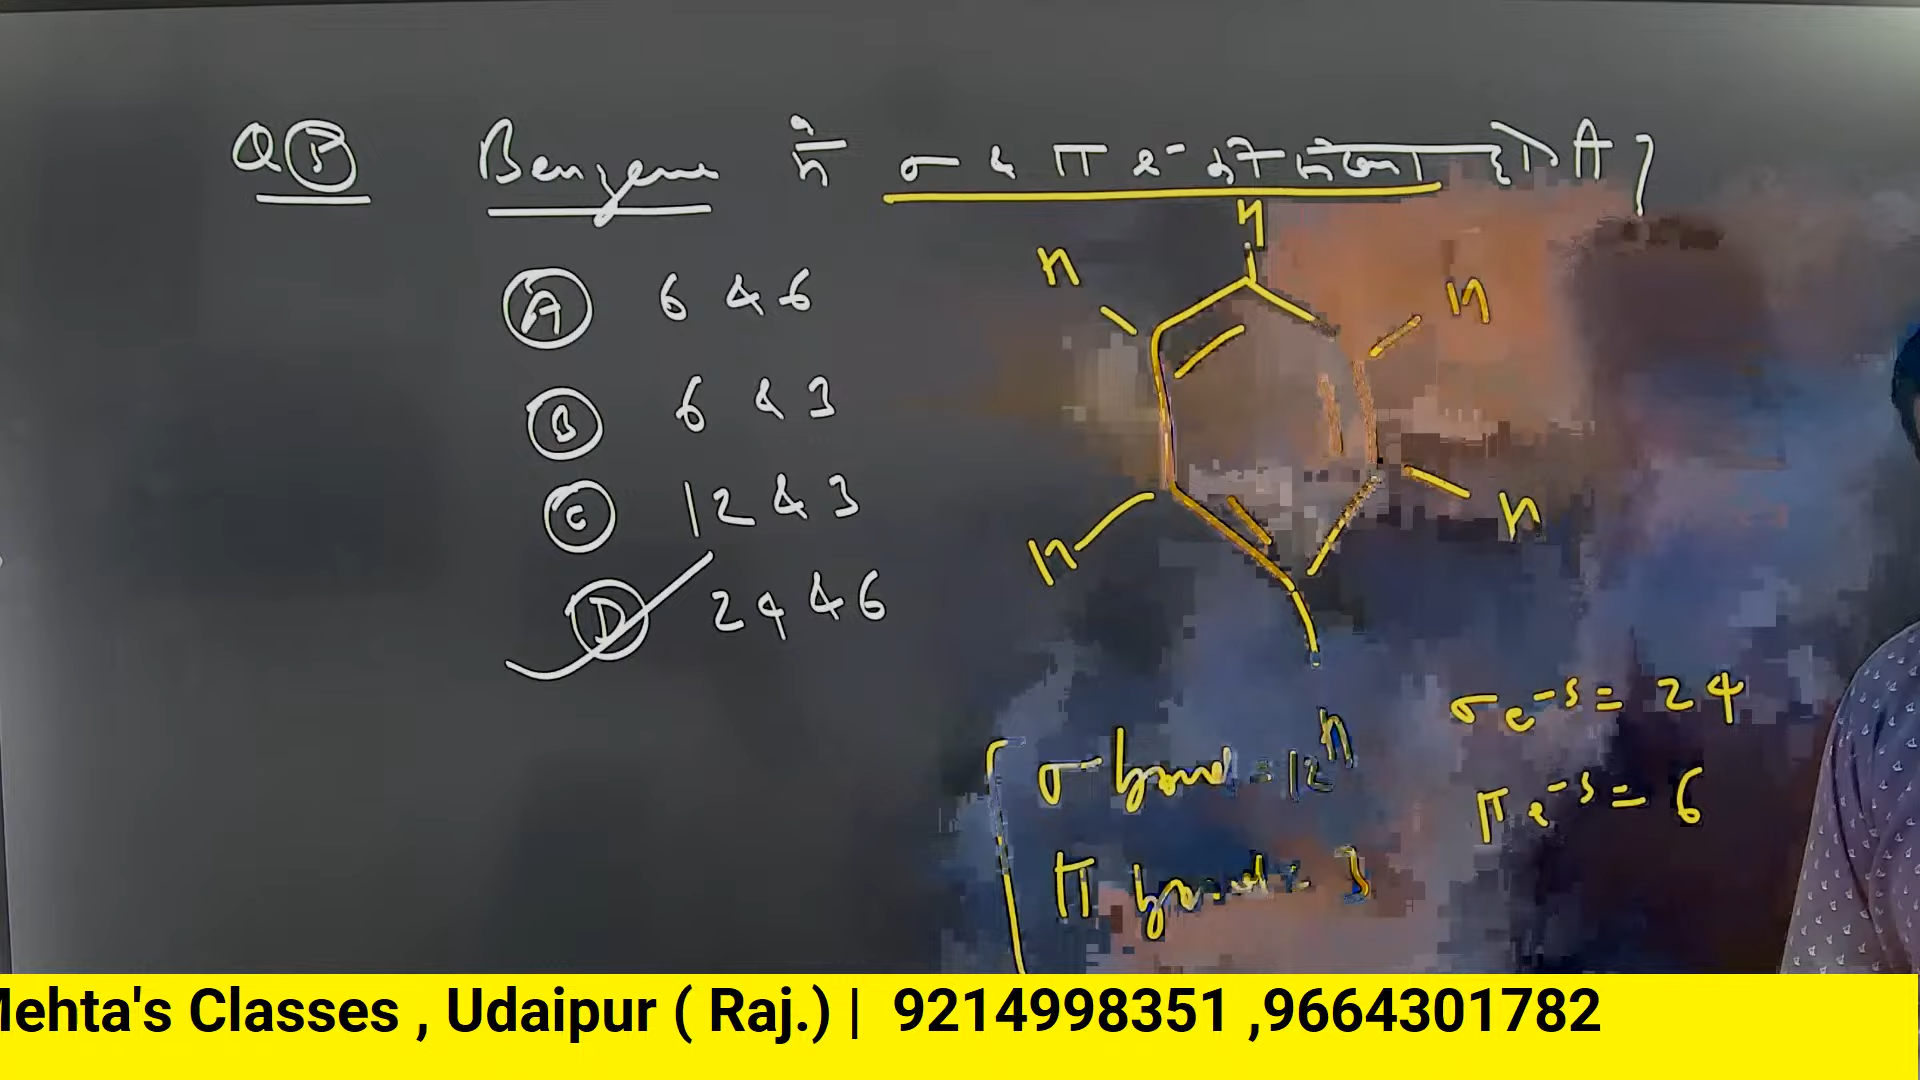 Q 13 Benzene में σ & π e⁻ की संख्या है ?
(A) 6 & 6
(B) 6 & 3
(C) 12 & 3
(D) 24 & 6
H
H
H
H
H
H
σ bond = 12
π bond = 3
σ e⁻s = 24
π e⁻s = 6
Mehta's Classes , Udaipur ( Raj.) | 9214998351 ,9664301782